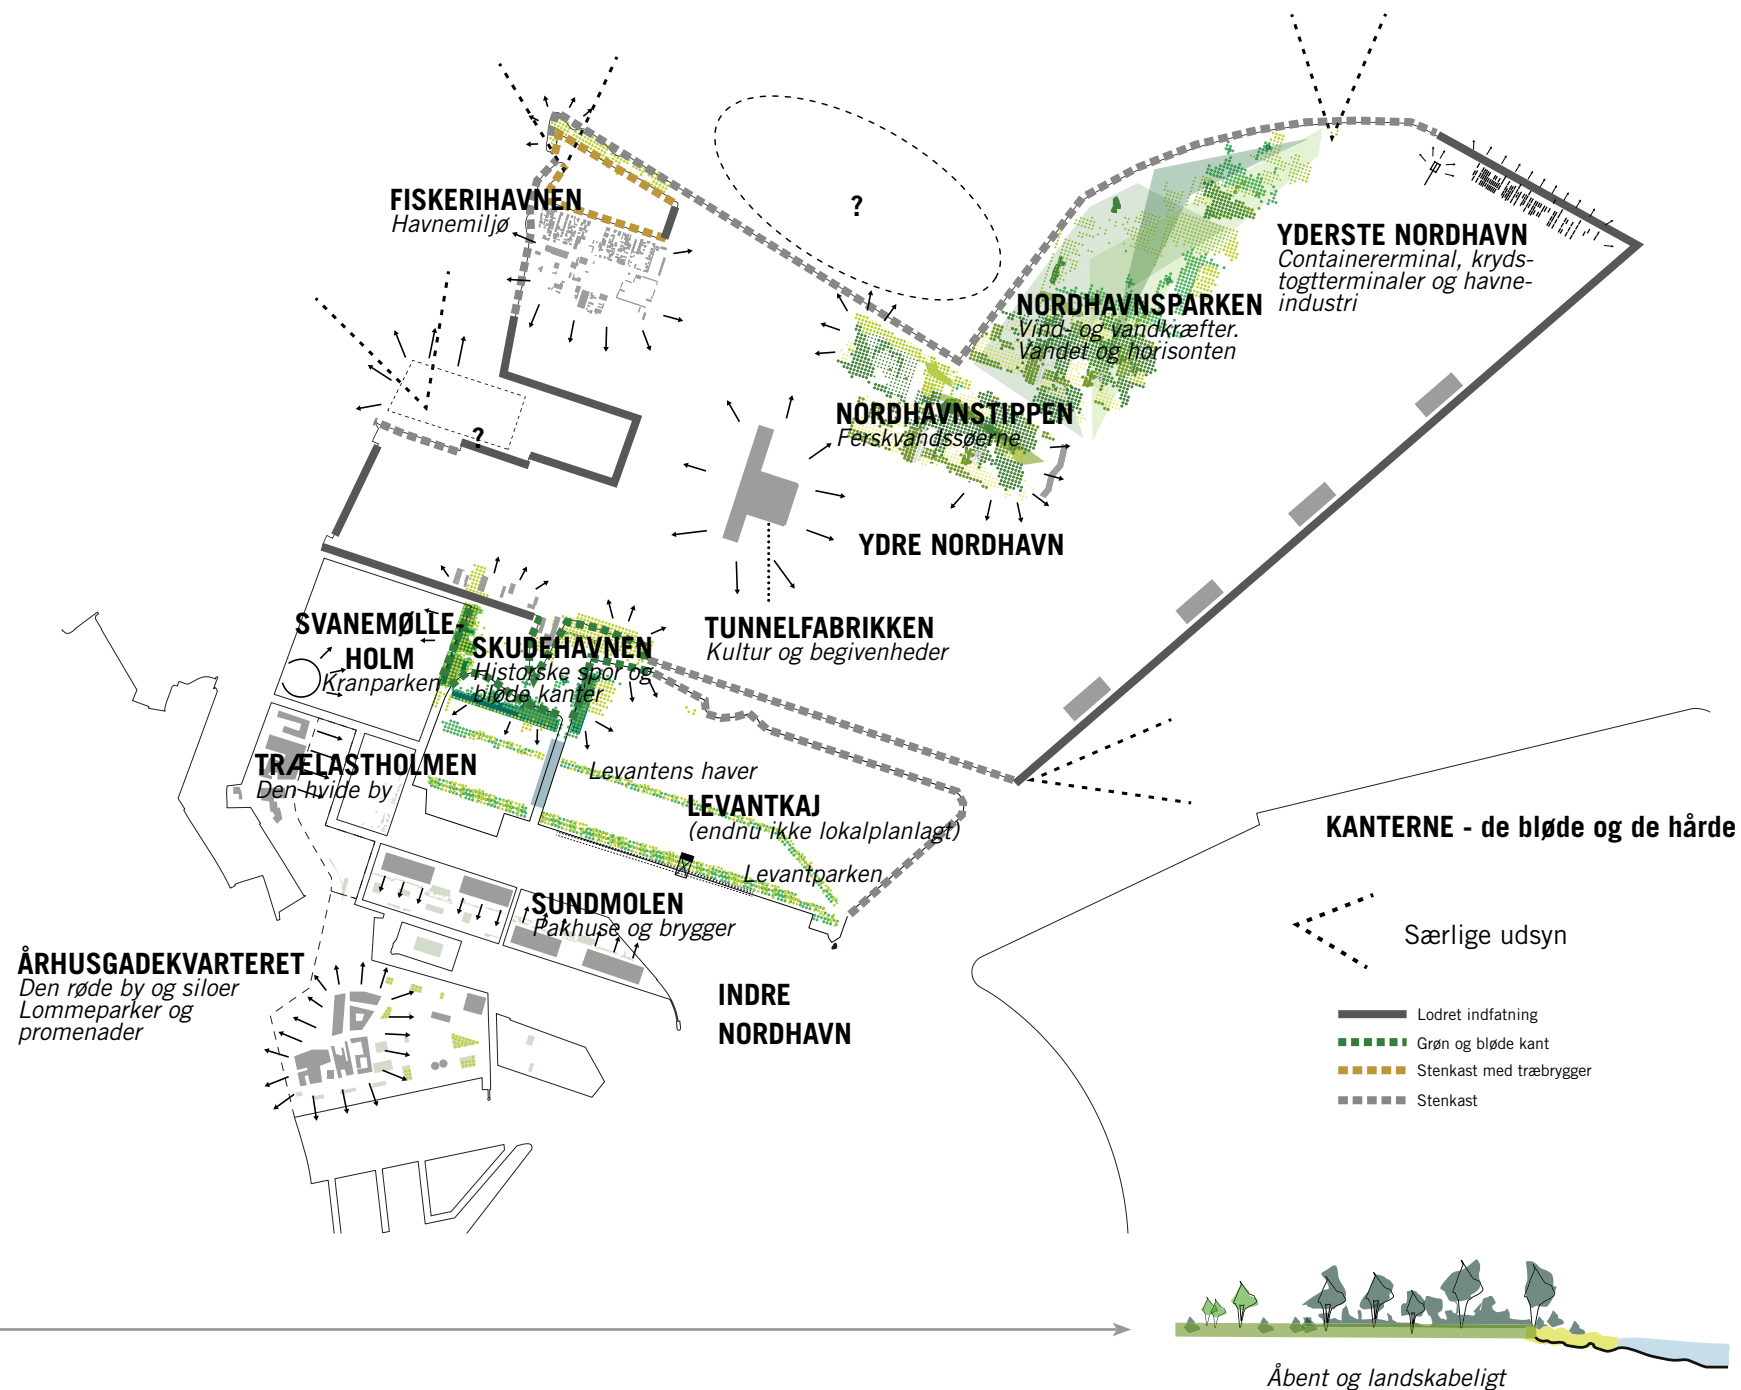 FISKERIHAVNEN
Havnemiljø
?
YDERSTE NORDHAVN
Containererminal, kryds-
togtterminaler og havne-
industri
NORDHAVNSPARKEN
Vind- og vandkræfter.
Vandet og horisonten
NORDHAVNSTIPPEN
Ferskvandssøerne
?
YDRE NORDHAVN
TUNNELFABRIKKEN
Kultur og begivenheder
SVANEMØLLE-
HOLM
Kranparken
SKUDEHAVNEN
Historske spor og
bløde kanter
TRÆLASTHOLMEN
Den hvide by
Levantens haver
LEVANTKAJ
(endnu ikke lokalplanlagt)
Levantparken
SUNDMOLEN
Pakhuse og brygger
ÅRHUSGADEKVARTERET
Den røde by og siloer
Lommeparker og
promenader
INDRE
NORDHAVN
KANTERNE - de bløde og de hårde
Særlige udsyn
Lodret indfatning
Grøn og bløde kant
Stenkast med træbrygger
Stenkast
Åbent og landskabeligt